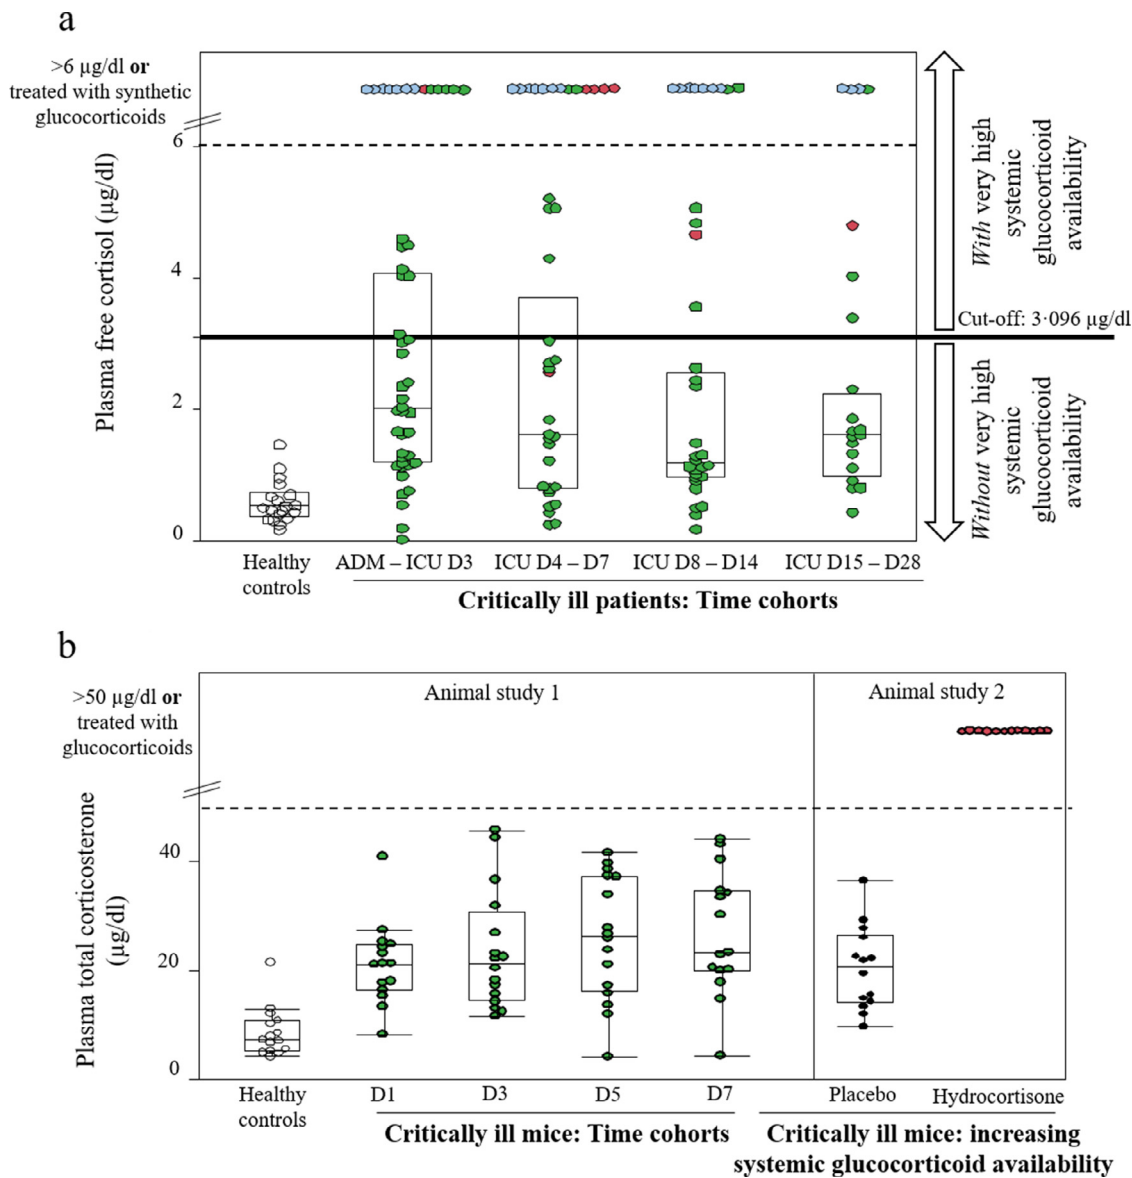 a
>6 µg/dl or
treated with synthetic
glucocorticoids
Plasma free cortisol (µg/dl)
6
4
2
0
With very high
systemic
glucocorticoid
availability
Cut-off: 3·096 µg/dl
Without very high
systemic
glucocorticoid
availability
Healthy
controls
ADM – ICU D3
ICU D4 – D7
ICU D8 – D14
ICU D15 – D28
Critically ill patients: Time cohorts
b
>50 µg/dl or
treated with
glucocorticoids
Animal study 1
Animal study 2
Plasma total corticosterone
(µg/dl)
40
20
0
Healthy
controls
D1
D3
D5
D7
Placebo
Hydrocortisone
Critically ill mice: Time cohorts
Critically ill mice: increasing
systemic glucocorticoid availability